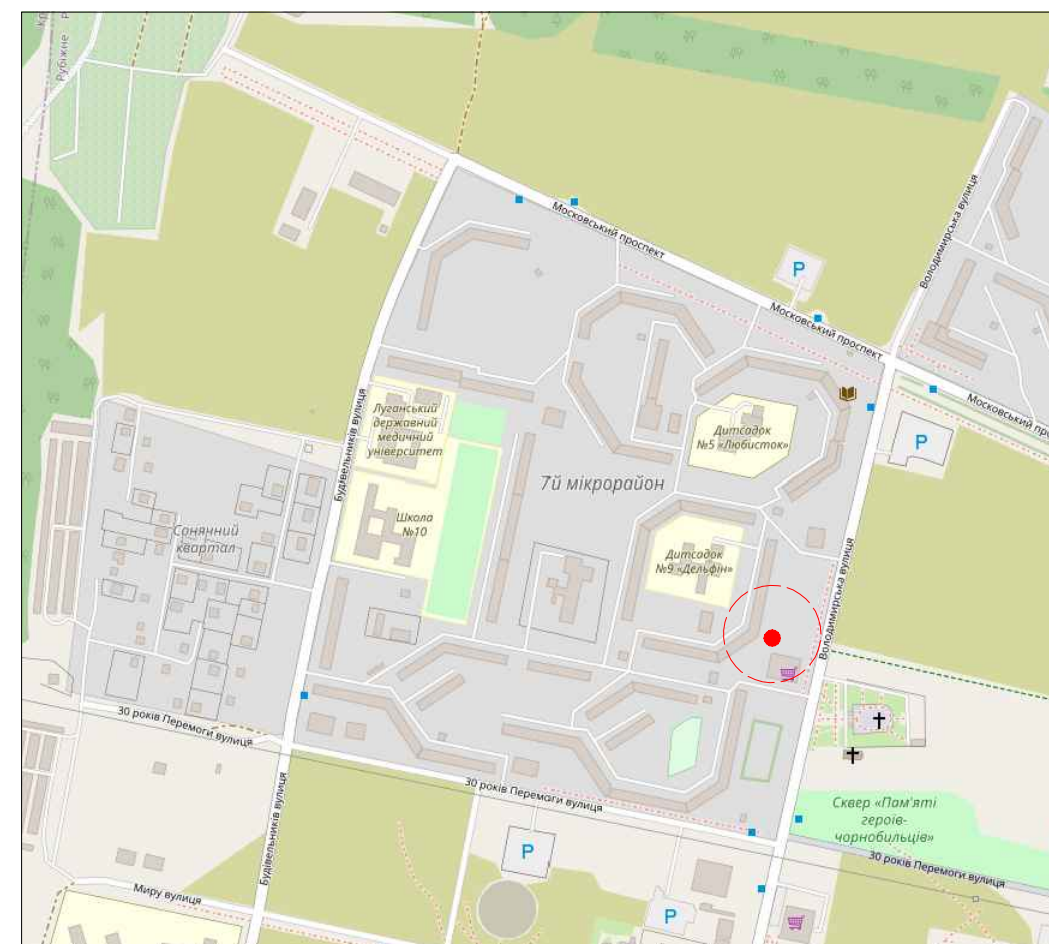 Рубіжне
Московський проспект
Володимирська вулиця
P
Московський проспект
Московський про
Будівельників вулиця
Луганський
державний
медичний
університет
Дитсадок
№5 «Любисток»
P
7й мікрорайон
Школа
№10
Сонячний
квартал
Дитсадок
№9 «Дельфін»
Володимирська вулиця
30 років Перемоги вулиця
30 років Перемоги вулиця
Сквер «Пам'яті
героїв-
чорнобильців»
Будівельників вулиця
P
30 років Перемоги вулиця
Миру вулиця
P